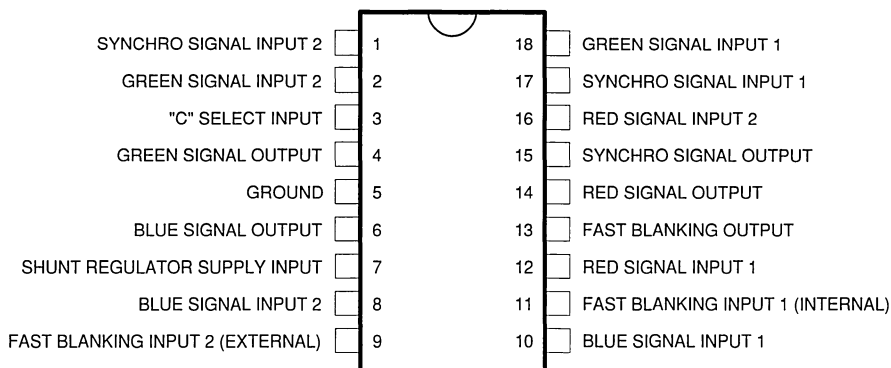 SYNCHRO SIGNAL INPUT 2 1 18 GREEN SIGNAL INPUT 1
GREEN SIGNAL INPUT 2 2 17 SYNCHRO SIGNAL INPUT 1
"C" SELECT INPUT 3 16 RED SIGNAL INPUT 2
GREEN SIGNAL OUTPUT 4 15 SYNCHRO SIGNAL OUTPUT
GROUND 5 14 RED SIGNAL OUTPUT
BLUE SIGNAL OUTPUT 6 13 FAST BLANKING OUTPUT
SHUNT REGULATOR SUPPLY INPUT 7 12 RED SIGNAL INPUT 1
BLUE SIGNAL INPUT 2 8 11 FAST BLANKING INPUT 1 (INTERNAL)
FAST BLANKING INPUT 2 (EXTERNAL) 9 10 BLUE SIGNAL INPUT 1